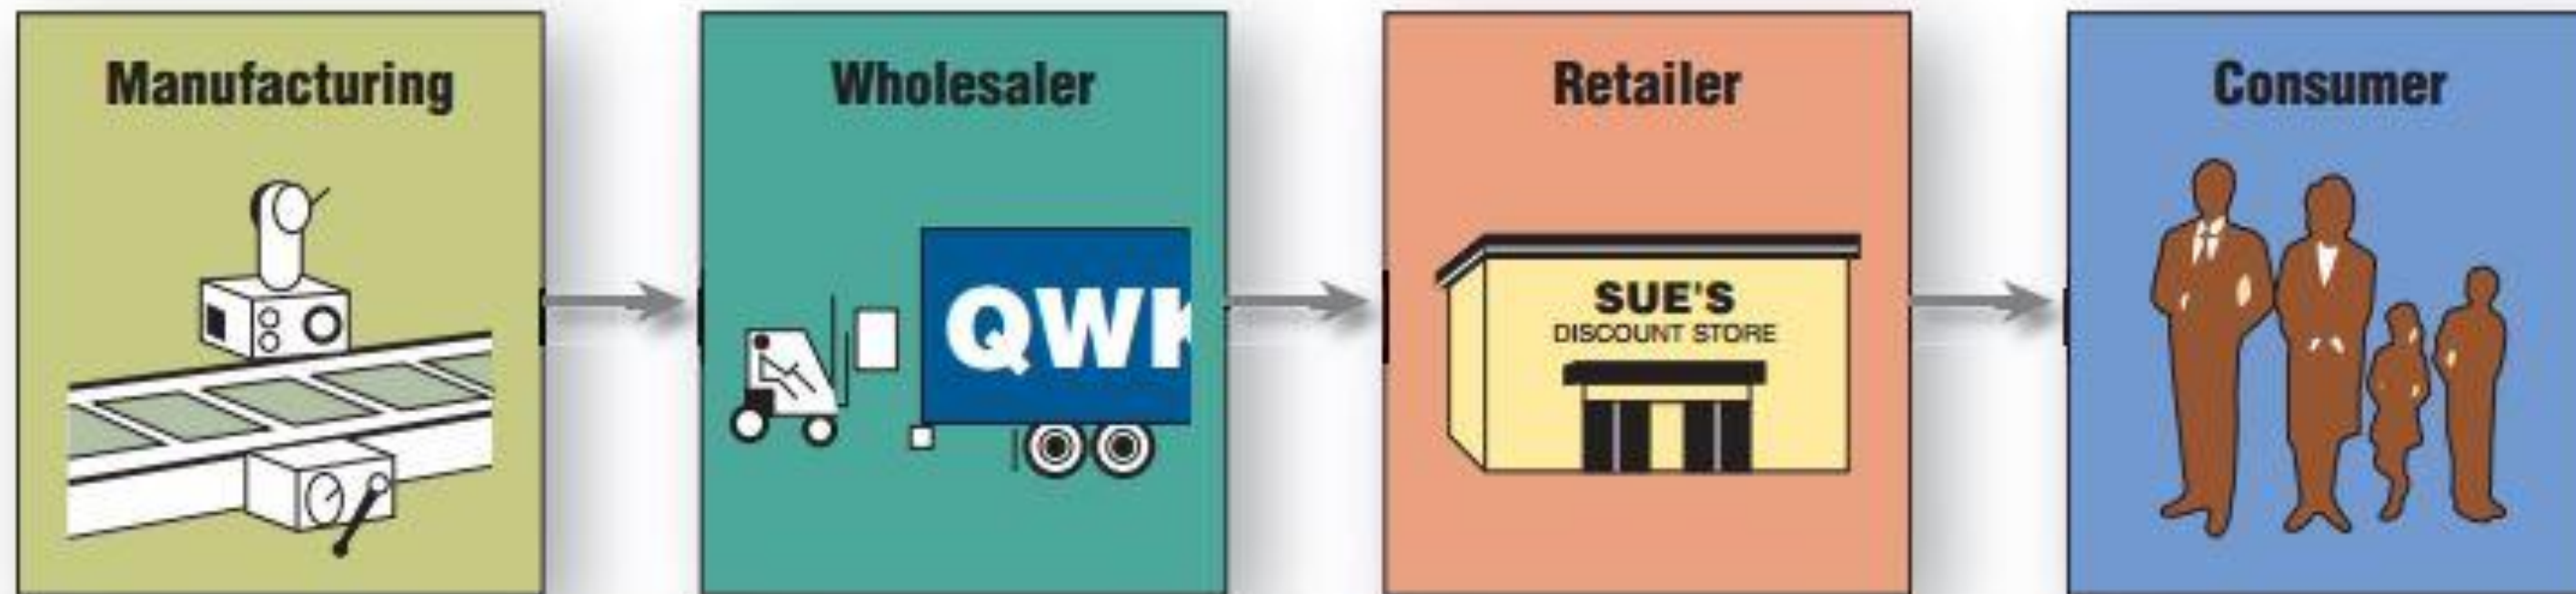 Manufacturing
Wholesaler
QWK
Retailer
SUE'S
DISCOUNT STORE
Consumer